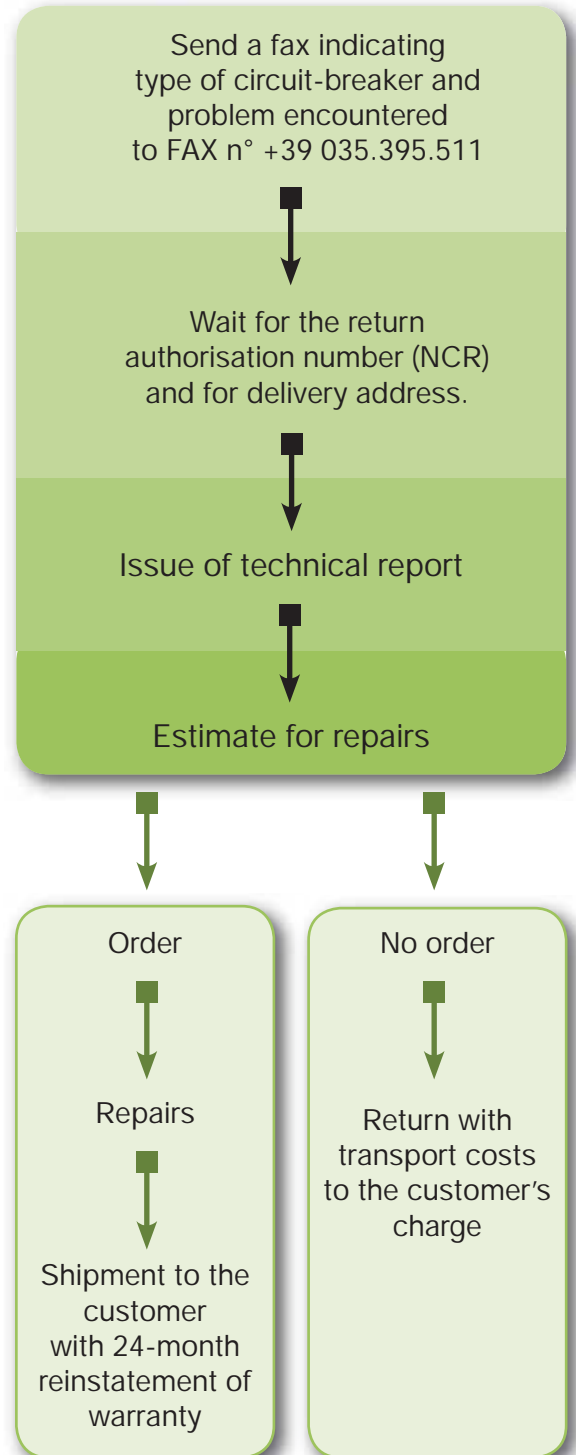 Send a fax indicating
type of circuit-breaker and
problem encountered
to FAX n° +39 035.395.511
Wait for the return
authorisation number (NCR)
and for delivery address.
Issue of technical report
Estimate for repairs
Order
Repairs
Shipment to the
customer
with 24-month
reinstatement of
warranty
No order
Return with
transport costs
to the customer's
charge